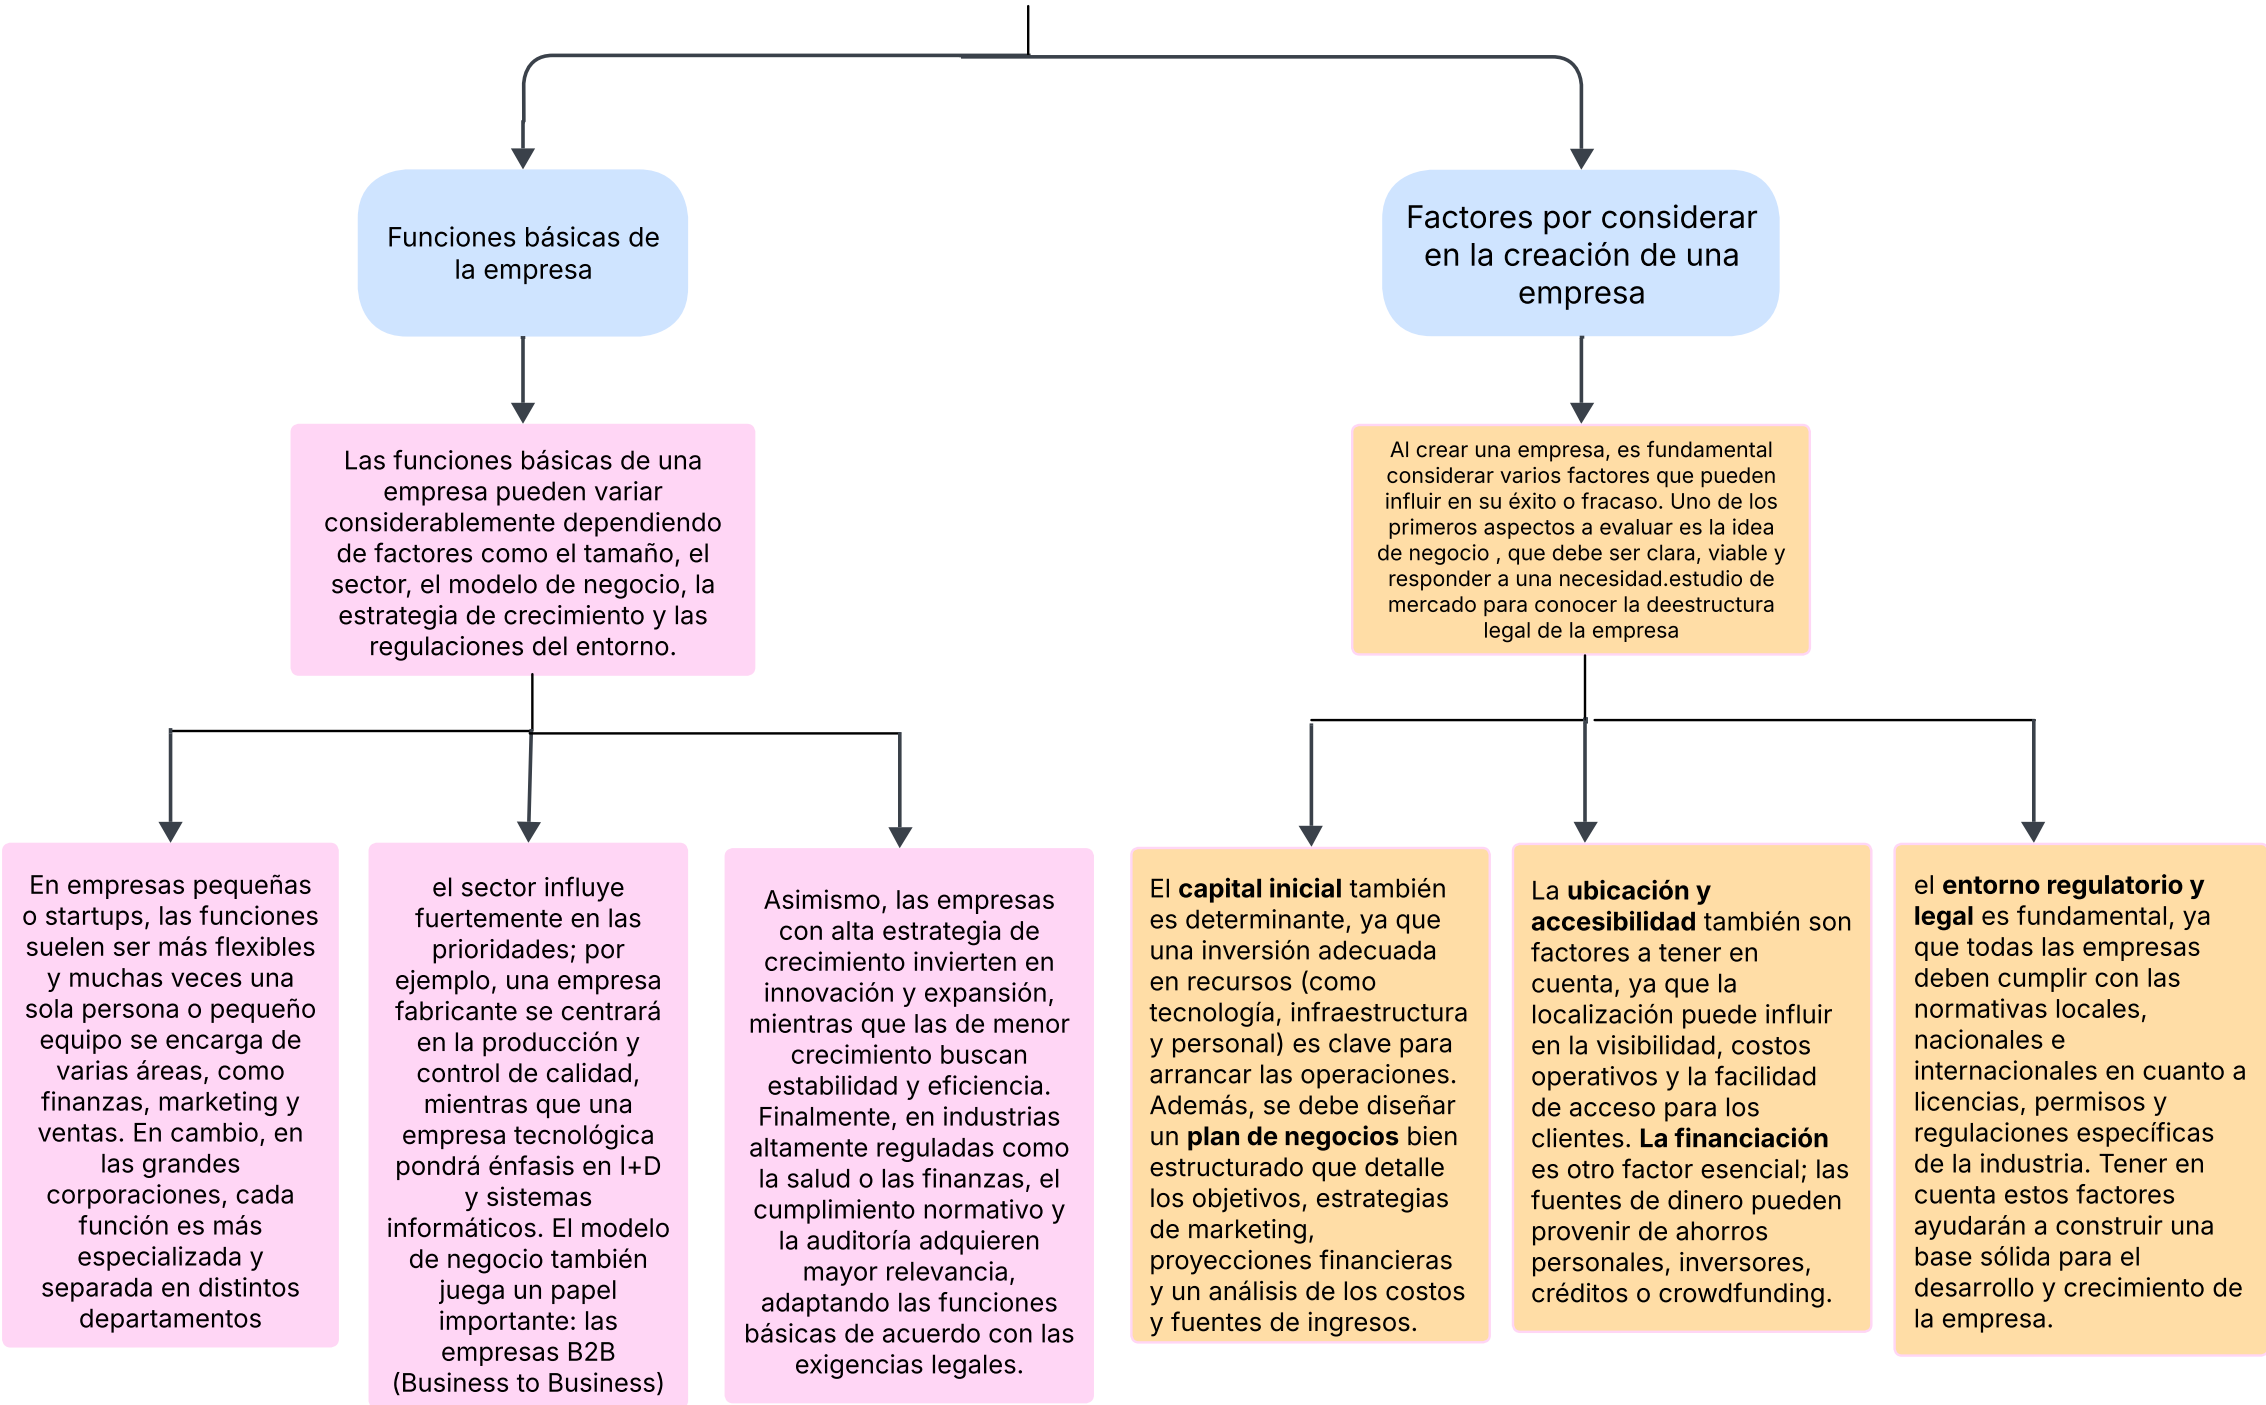 Funciones básicas de
la empresa
Factores por considerar
en la creación de una
empresa
Las funciones básicas de una
empresa pueden variar
considerablemente dependiendo
de factores como el tamaño, el
sector, el modelo de negocio, la
estrategia de crecimiento y las
regulaciones del entorno.
Al crear una empresa, es fundamental
considerar varios factores que pueden
influir en su éxito o fracaso. Uno de los
primeros aspectos a evaluar es la idea
de negocio , que debe ser clara, viable y
responder a una necesidad.estudio de
mercado para conocer la deestructura
legal de la empresa
En empresas pequeñas
o startups, las funciones
suelen ser más flexibles
y muchas veces una
sola persona o pequeño
equipo se encarga de
varias áreas, como
finanzas, marketing y
ventas. En cambio, en
las grandes
corporaciones, cada
función es más
especializada y
separada en distintos
departamentos
el sector influye
fuertemente en las
prioridades; por
ejemplo, una empresa
fabricante se centrará
en la producción y
control de calidad,
mientras que una
empresa tecnológica
pondrá énfasis en I+D
y sistemas
informáticos. El modelo
de negocio también
juega un papel
importante: las
empresas B2B
(Business to Business)
Asimismo, las empresas
con alta estrategia de
crecimiento invierten en
innovación y expansión,
mientras que las de menor
crecimiento buscan
estabilidad y eficiencia.
Finalmente, en industrias
altamente reguladas como
la salud o las finanzas, el
cumplimiento normativo y
la auditoría adquieren
mayor relevancia,
adaptando las funciones
básicas de acuerdo con las
exigencias legales.
El capital inicial también
es determinante, ya que
una inversión adecuada
en recursos (como
tecnología, infraestructura
y personal) es clave para
arrancar las operaciones.
Además, se debe diseñar
un plan de negocios bien
estructurado que detalle
los objetivos, estrategias
de marketing,
proyecciones financieras
y un análisis de los costos
y fuentes de ingresos.
La ubicación y
accesibilidad también son
factores a tener en
cuenta, ya que la
localización puede influir
en la visibilidad, costos
operativos y la facilidad
de acceso para los
clientes. La financiación
es otro factor esencial; las
fuentes de dinero pueden
provenir de ahorros
personales, inversores,
créditos o crowdfunding.
el entorno regulatorio y
legal es fundamental, ya
que todas las empresas
deben cumplir con las
normativas locales,
nacionales e
internacionales en cuanto a
licencias, permisos y
regulaciones específicas
de la industria. Tener en
cuenta estos factores
ayudarán a construir una
base sólida para el
desarrollo y crecimiento de
la empresa.